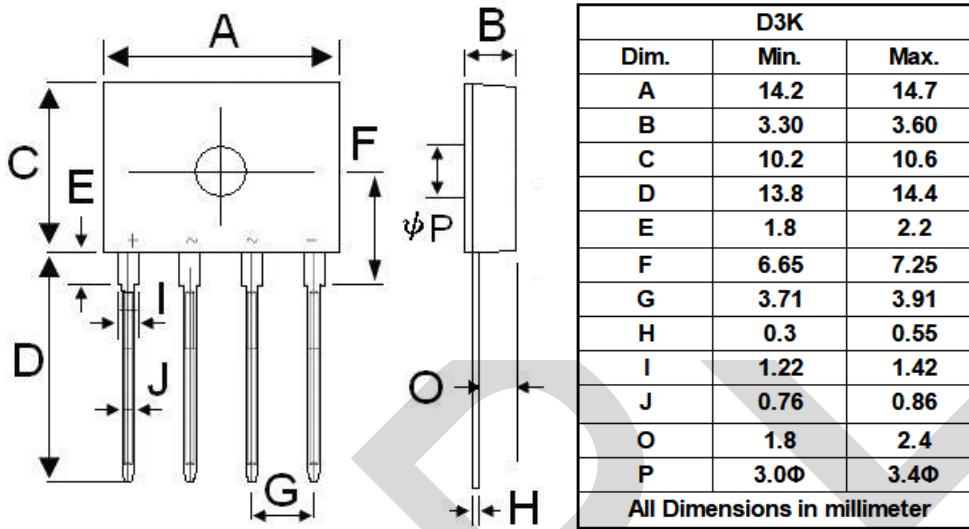 A
B
C
F
E
ψP
+ ~ ~ −
I
D
J
O
G
H
D3K
Dim. Min. Max.
A 14.2 14.7
B 3.30 3.60
C 10.2 10.6
D 13.8 14.4
E 1.8 2.2
F 6.65 7.25
G 3.71 3.91
H 0.3 0.55
I 1.22 1.42
J 0.76 0.86
O 1.8 2.4
P 3.0Φ 3.4Φ
All Dimensions in millimeter